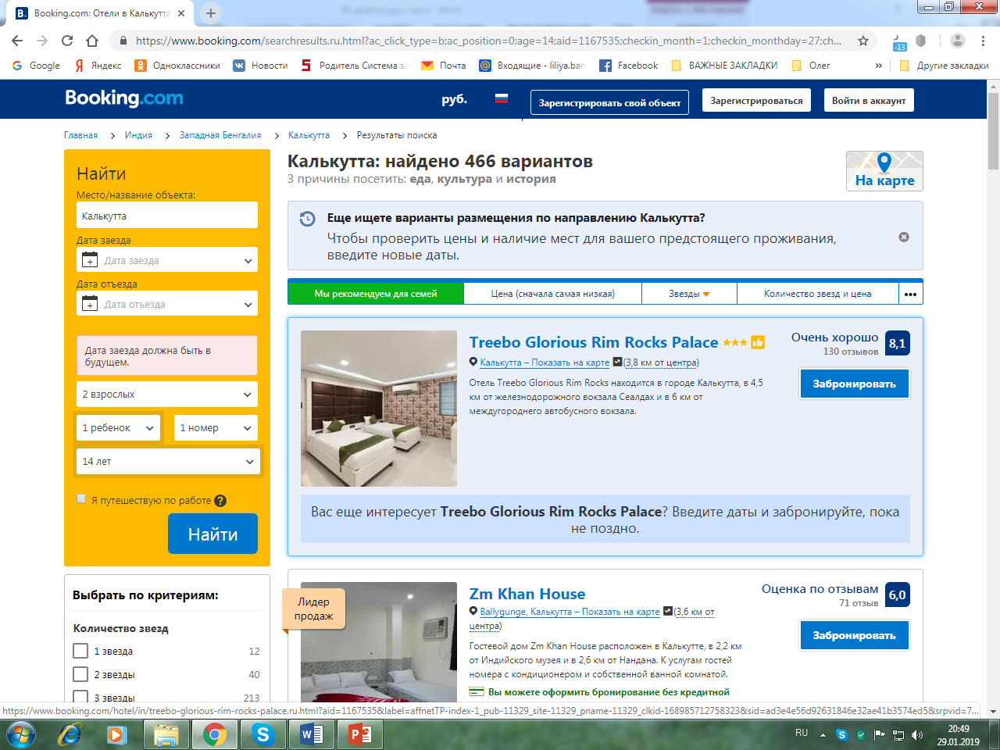 Booking.com: Отели в Калькутта
https://www.booking.com/searchresults.ru.html?ac_click_type=b;ac_position=0;age=14;aid=1167535;checkin_month=1;checkin_monthday=27;ch...
-13
Google Яндекс Одноклассники Новости Родитель Система эл Почта Входящие - liliya.ban Facebook ВАЖНЫЕ ЗАКЛАДКИ Олег » Другие закладки
Booking.com руб. Зарегистрировать свой объект Зарегистрироваться Войти в аккаунт
Главная > Индия > Западная Бенгалия > Калькутта > Результаты поиска
Найти
Место/название объекта:
Калькутта
Дата заезда
Дата заезда
Дата отъезда
Дата отъезда
Дата заезда должна быть в
будущем.
2 взрослых
1 ребенок 1 номер
14 лет
Я путешествую по работе ?
Найти
Выбрать по критериям:
Количество звезд
1 звезда 12
2 звезды 40
3 звезды 213
Калькутта: найдено 466 вариантов
3 причины посетить: еда, культура и история
На карте
Еще ищете варианты размещения по направлению Калькутта?
Чтобы проверить цены и наличие мест для вашего предстоящего проживания,
введите новые даты.
Мы рекомендуем для семей Цена (сначала самая низкая) Звезды Количество звезд и цена •••
Treebo Glorious Rim Rocks Palace
Калькутта – Показать на карте (3,8 км от центра)
Отель Treebo Glorious Rim Rocks находится в городе Калькутта, в 4,5
км от железнодорожного вокзала Сеалдах и в 6 км от
междугороднего автобусного вокзала.
Очень хорошо 8,1
130 отзывов
Забронировать
Вас еще интересует Treebo Glorious Rim Rocks Palace? Введите даты и забронируйте, пока
не поздно.
Лидер
продаж
Zm Khan House
Ballygunge, Калькутта – Показать на карте (3,6 км от
центра)
Гостевой дом Zm Khan House расположен в Калькутте, в 2,2 км
от Индийского музея и в 2,6 км от Нандана. К услугам гостей
номера с кондиционером и собственной ванной комнатой.
Вы можете оформить бронирование без кредитной
Оценка по отзывам 6,0
71 отзыв
Забронировать
https://www.booking.com/hotel/in/treebo-glorious-rim-rocks-palace.ru.html?aid=1167535&label=affnetTP-index-1_pub-11329_site-11329_pname-11329_clkid-168985712758323&sid=ad3e4e56d92631846e32ae41b3574ed5&srpvid=7...
RU 20:49
29.01.2019